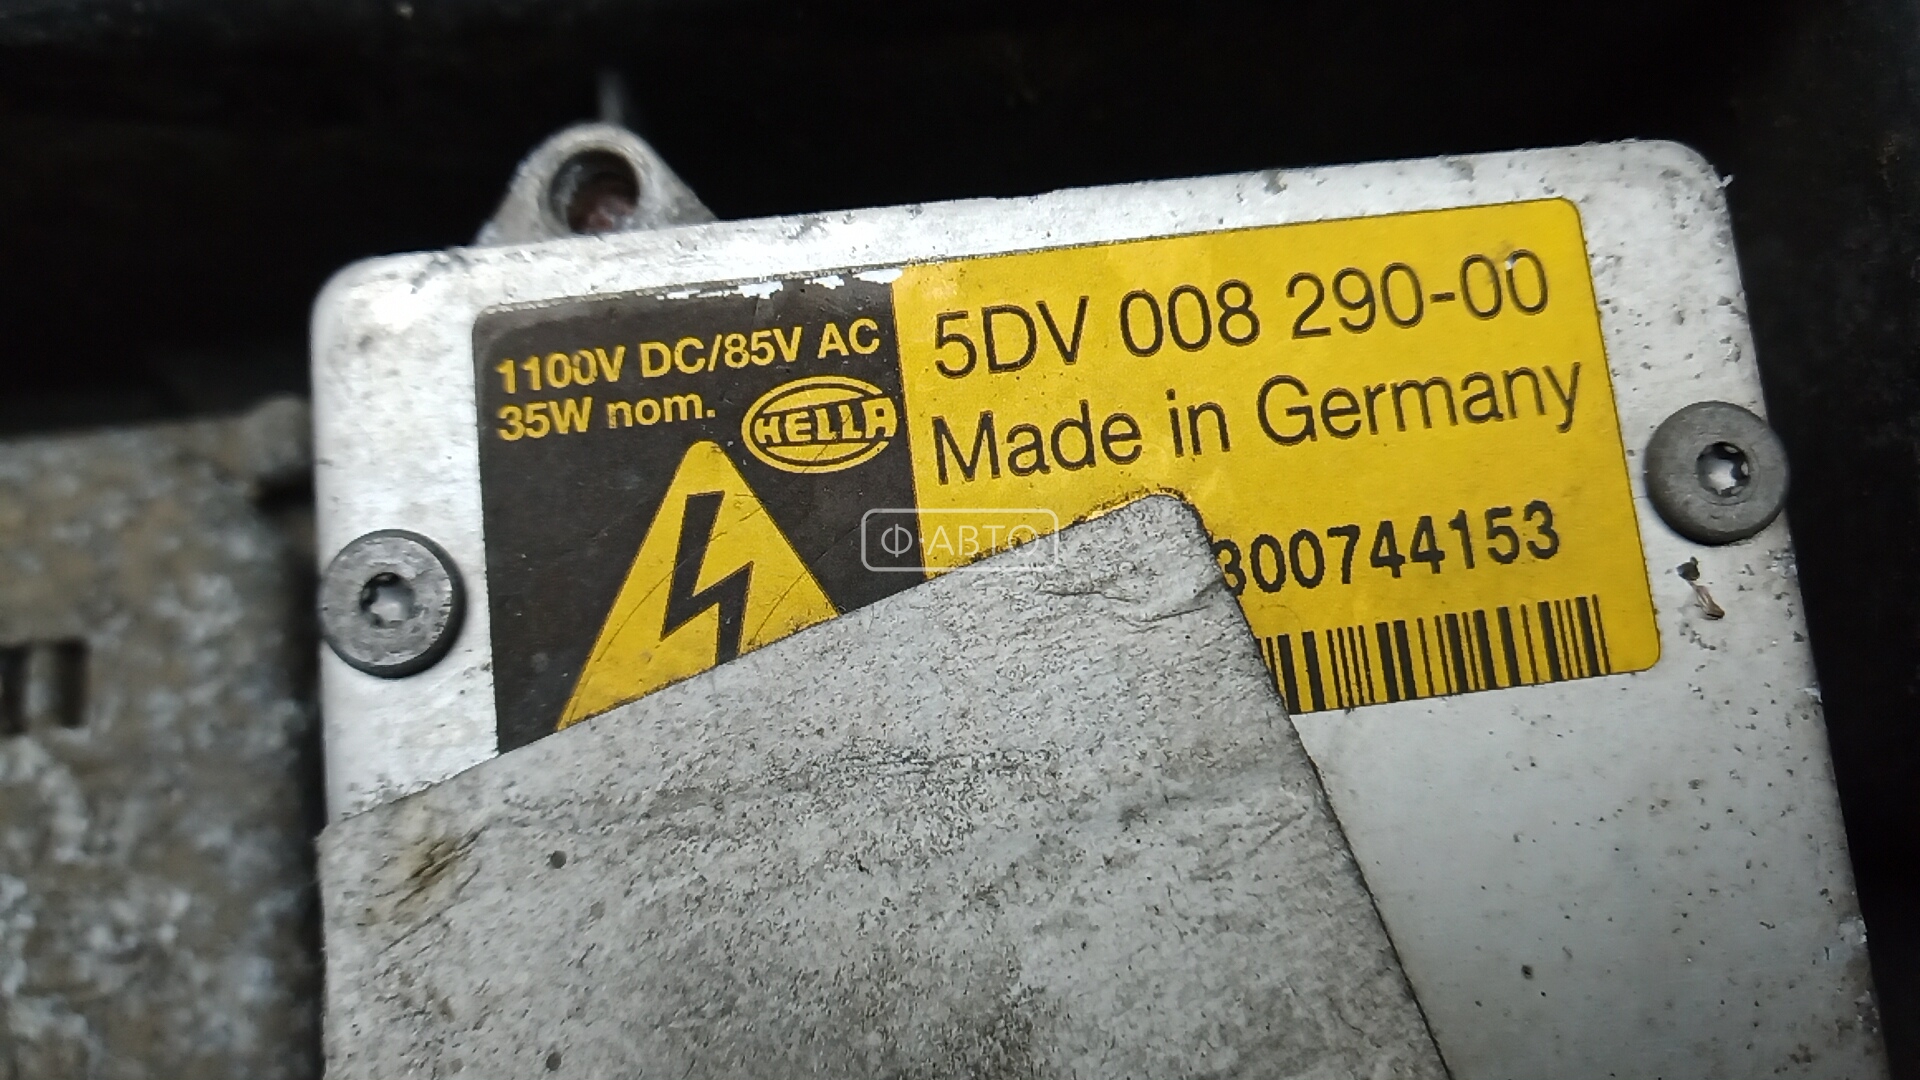 1100V DC/85V AC
35W nom.
HELLA
5DV 008 290-00
Made in Germany
300744153
Ф·АВТО